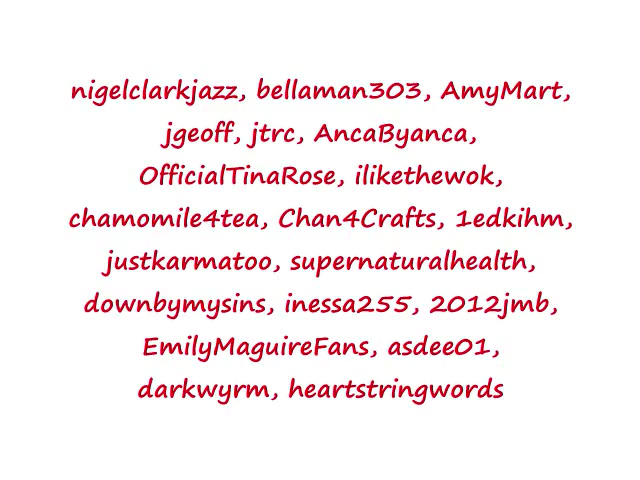 nigelclarkjazz, bellaman303, AmyMart,
jgeoff, jtrc, AncaByanca,
OfficialTinaRose, ilikethewok,
chamomile4tea, Chan4Crafts, 1edkihm,
justkarmatoo, supernaturalhealth,
downbymysins, inessa255, 2012jmb,
EmilyMaguireFans, asdee01,
darkwyrm, heartstringwords